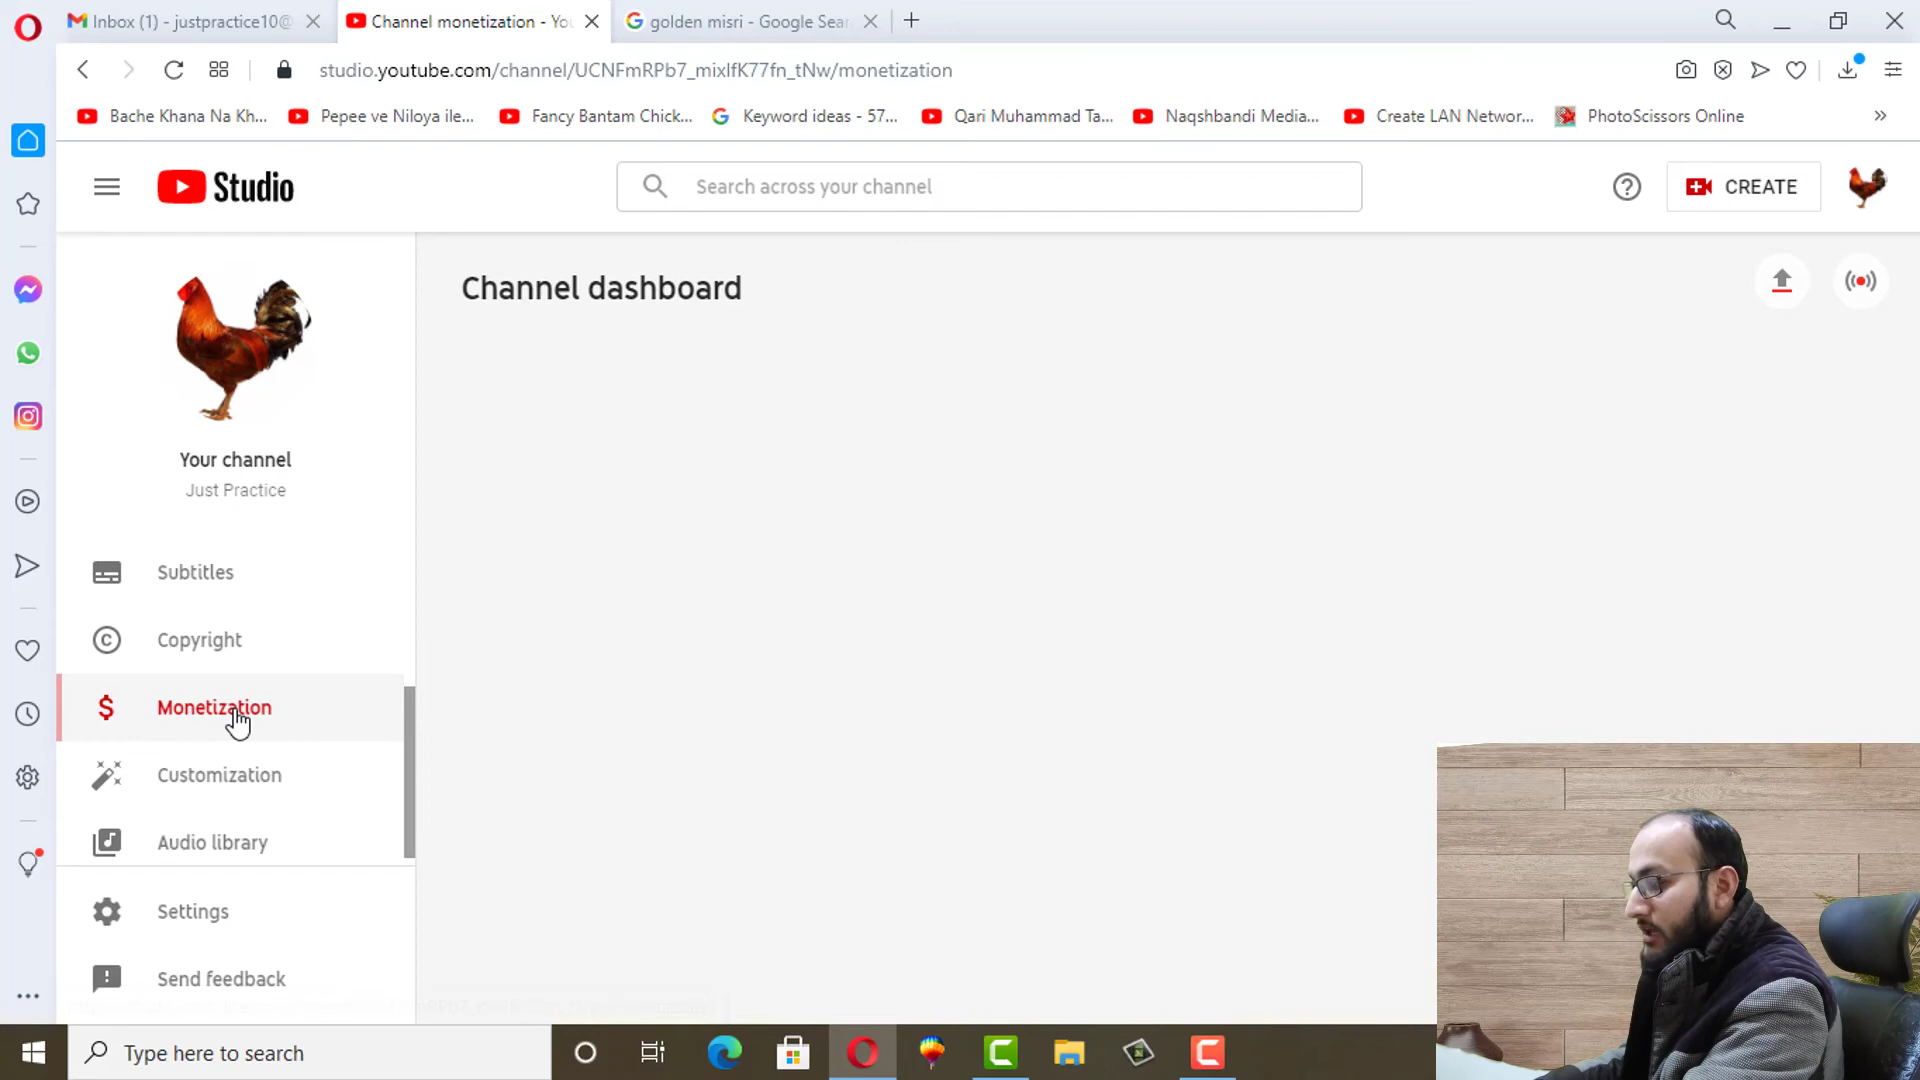 Inbox (1) - justpractice10@
Channel monetization - You
golden misri - Google Sear
studio.youtube.com/channel/UCNFmRPb7_mixlfK77fn_tNw/monetization
Bache Khana Na Kh...
Pepee ve Niloya ile...
Fancy Bantam Chick...
Keyword ideas - 57...
Qari Muhammad Ta...
Naqshbandi Media...
Create LAN Networ...
PhotoScissors Online
Studio
Search across your channel
CREATE
Channel dashboard
Your channel
Just Practice
Subtitles
Copyright
Monetization
Customization
Audio library
Settings
Send feedback
Type here to search